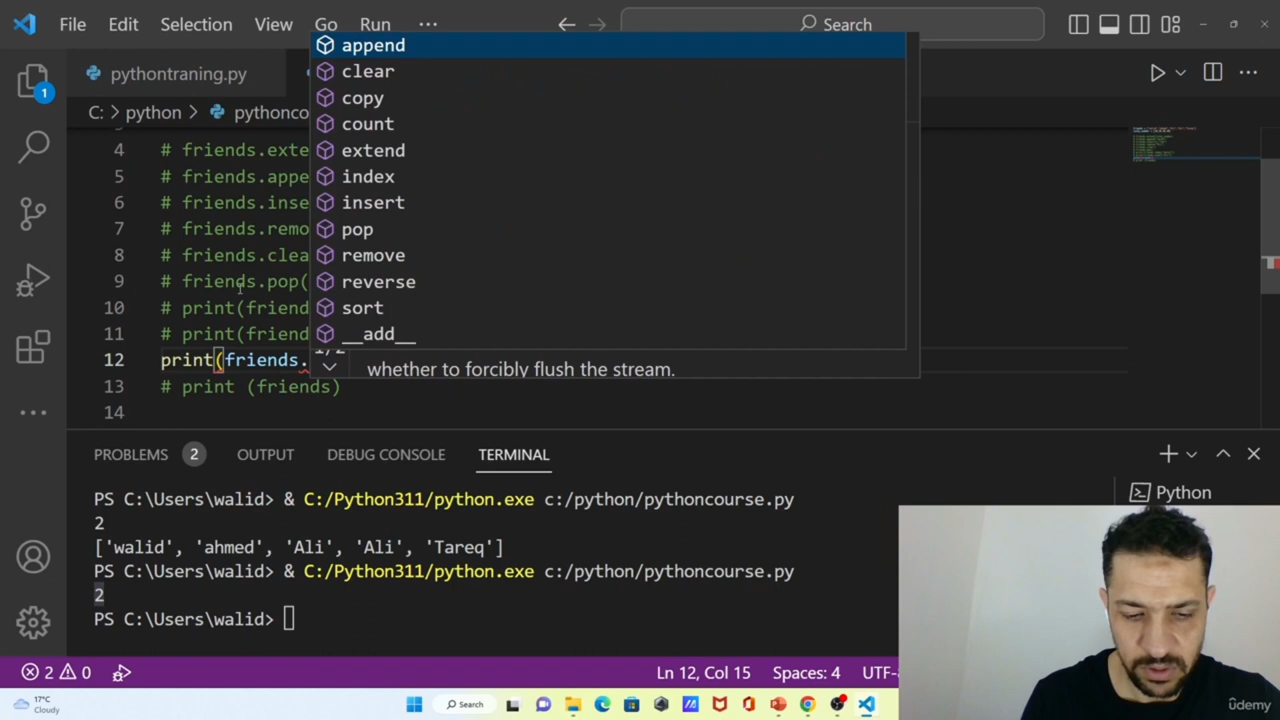 File Edit Selection View Go Run ··· Search
pythontraning.py
C: > python > pythonco
append
clear
copy
count
extend
index
insert
pop
remove
reverse
sort
__add__
whether to forcibly flush the stream.
4 # friends.exte
5 # friends.appe
6 # friends.inse
7 # friends.remo
8 # friends.clea
9 # friends.pop(
10 # print(friend
11 # print(friend
12 print(friends.
13 # print (friends)
14
PROBLEMS 2 OUTPUT DEBUG CONSOLE TERMINAL
Python
PS C:\Users\walid> & C:/Python311/python.exe c:/python/pythoncourse.py
2
['walid', 'ahmed', 'Ali', 'Ali', 'Tareq']
PS C:\Users\walid> & C:/Python311/python.exe c:/python/pythoncourse.py
2
PS C:\Users\walid>
2 0 Ln 12, Col 15 Spaces: 4 UTF-8
17°C
Cloudy
Search
1
udemy